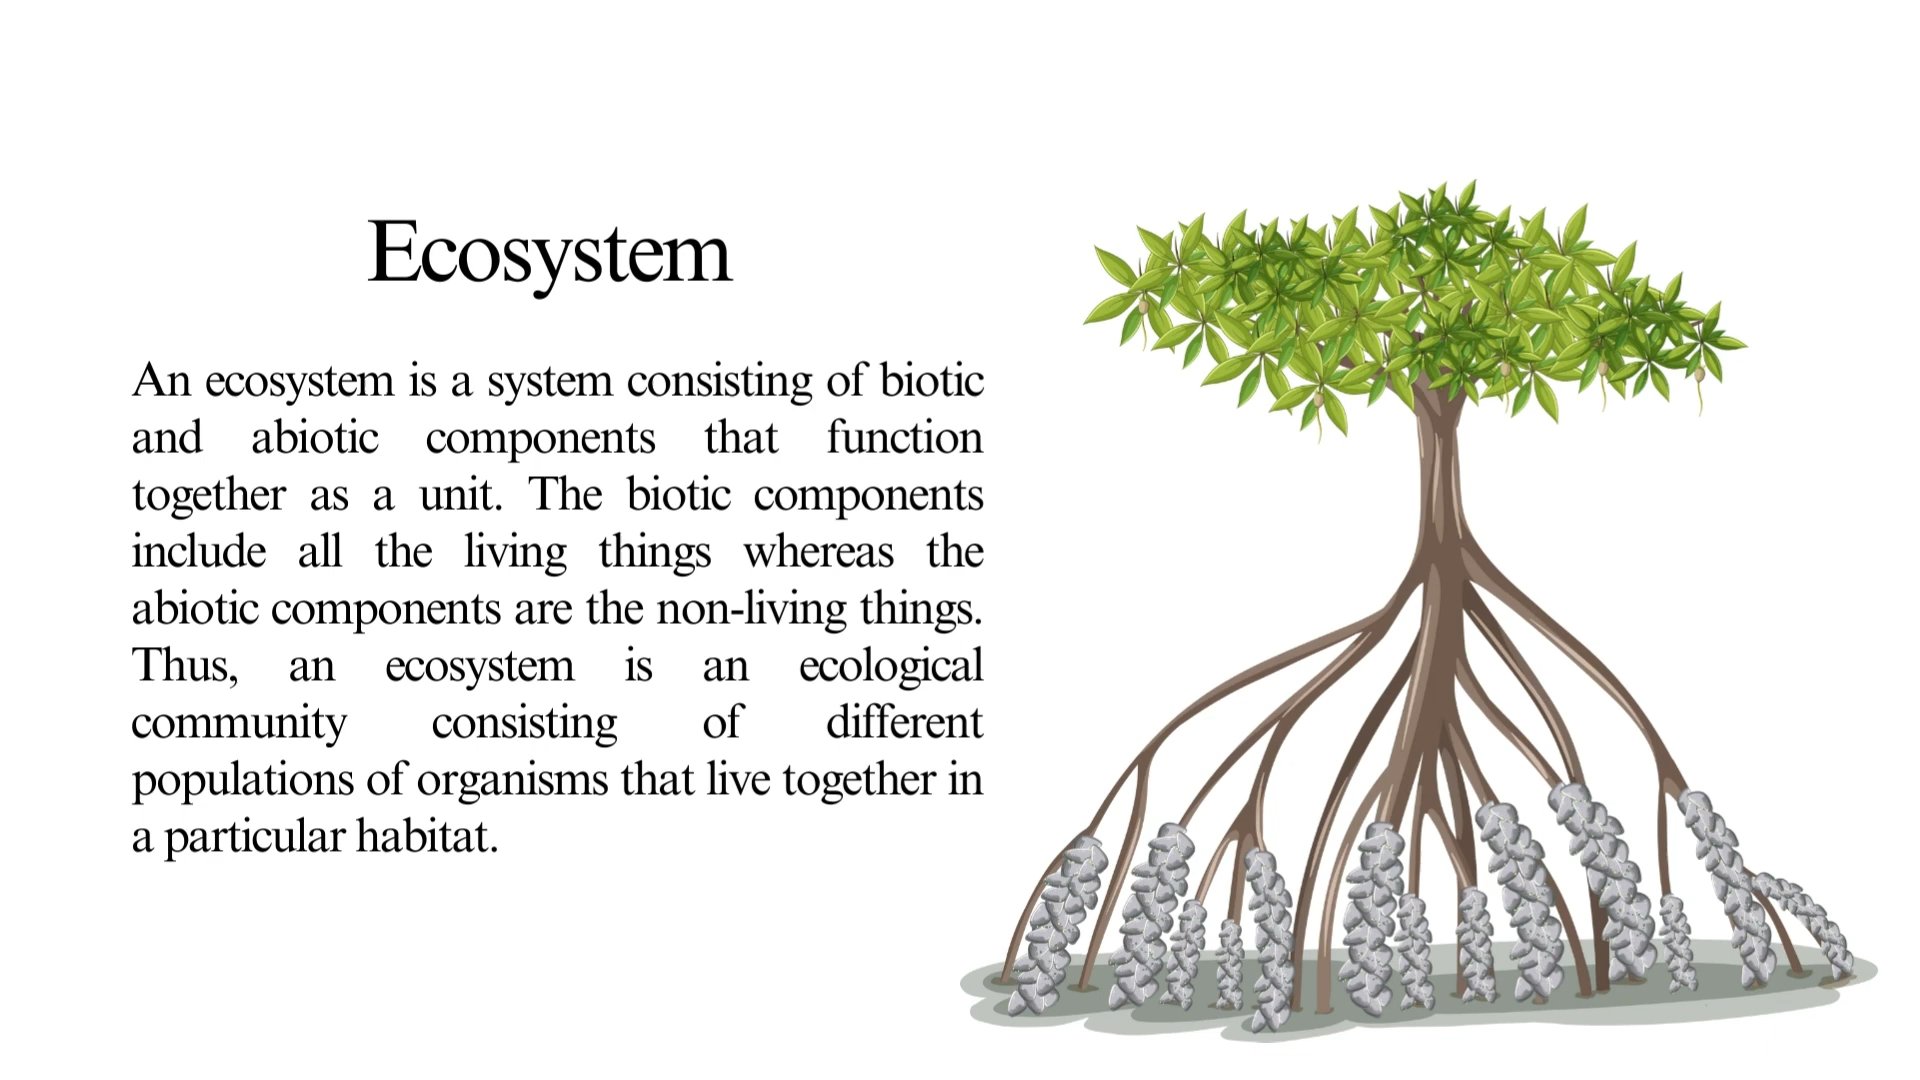 Ecosystem
An ecosystem is a system consisting of biotic
and abiotic components that function
together as a unit. The biotic components
include all the living things whereas the
abiotic components are the non-living things.
Thus, an ecosystem is an ecological
community consisting of different
populations of organisms that live together in
a particular habitat.